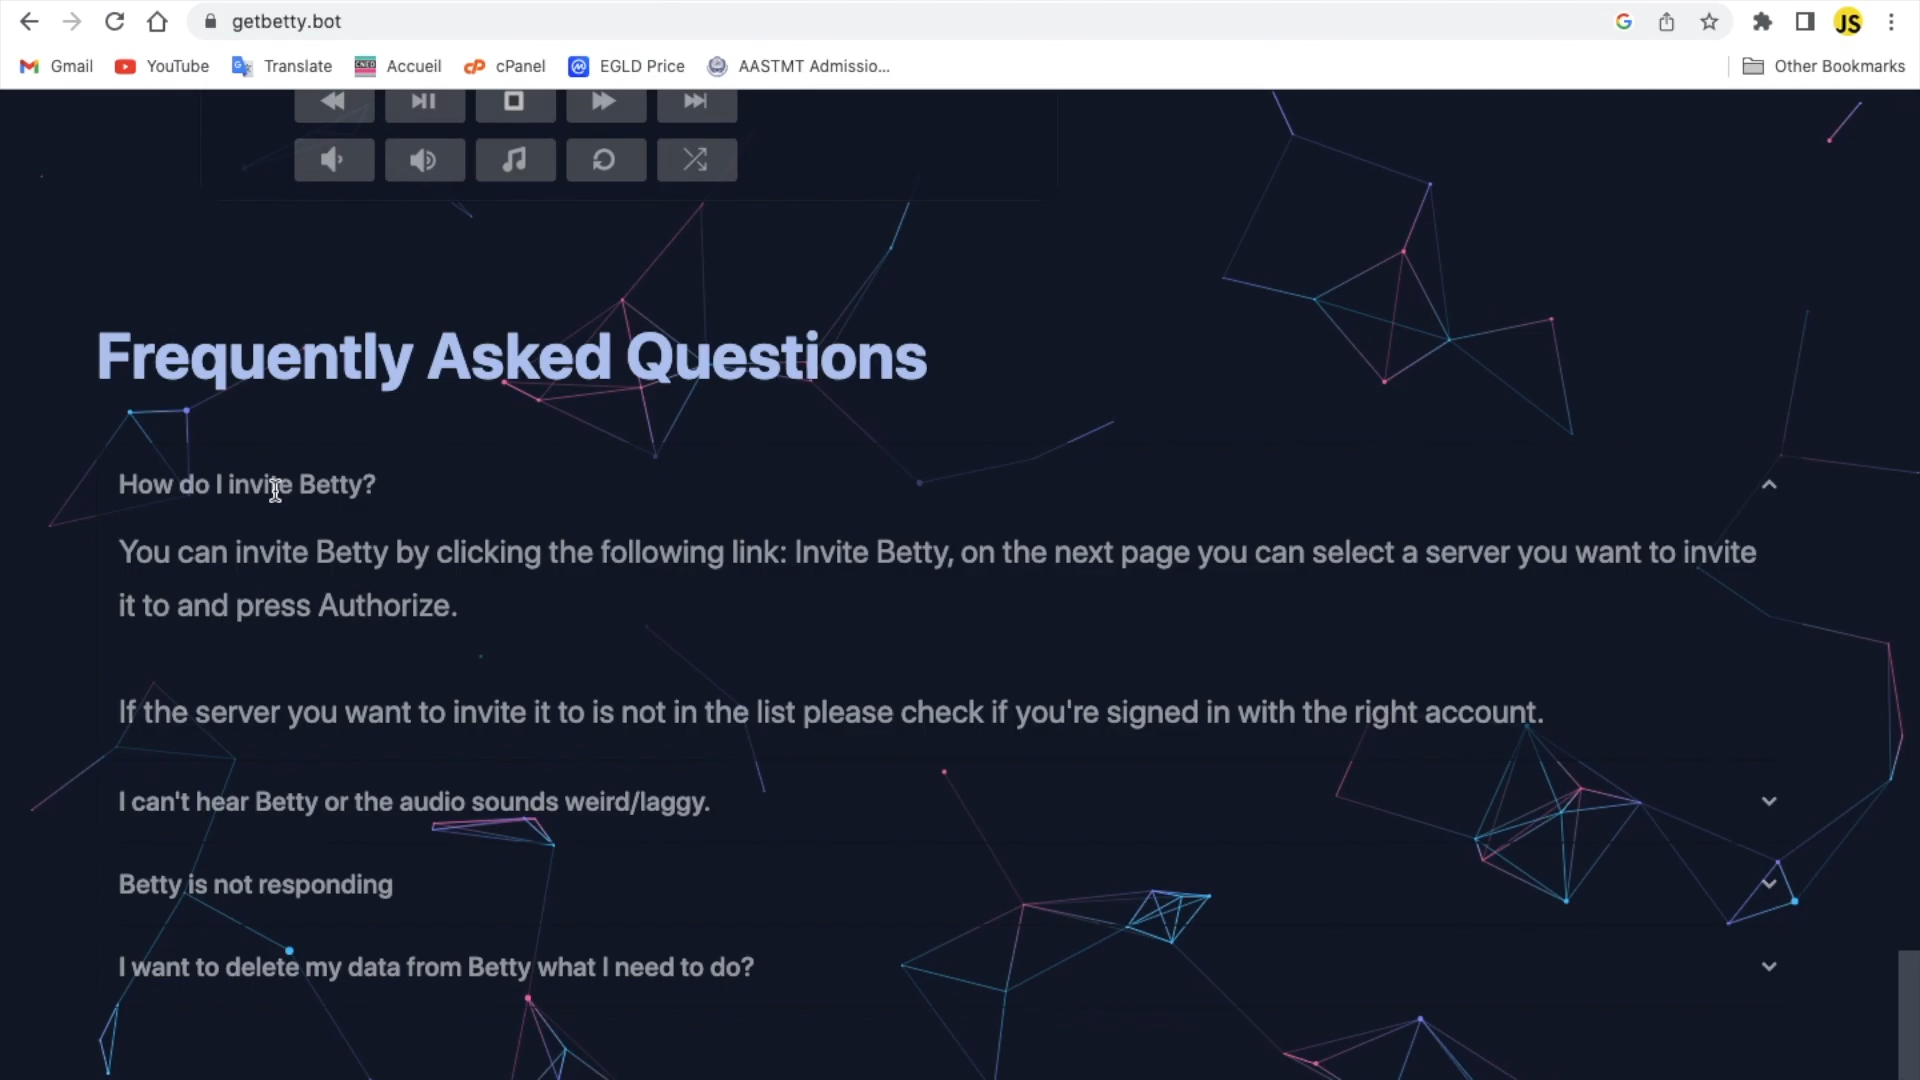 getbetty.bot
JS
Gmail YouTube Translate CNED Accueil cP cPanel EGLD Price AASTMT Admissio... Other Bookmarks
Frequently Asked Questions
How do I invite Betty?
You can invite Betty by clicking the following link: Invite Betty, on the next page you can select a server you want to invite
it to and press Authorize.
If the server you want to invite it to is not in the list please check if you're signed in with the right account.
I can't hear Betty or the audio sounds weird/laggy.
Betty is not responding
I want to delete my data from Betty what I need to do?